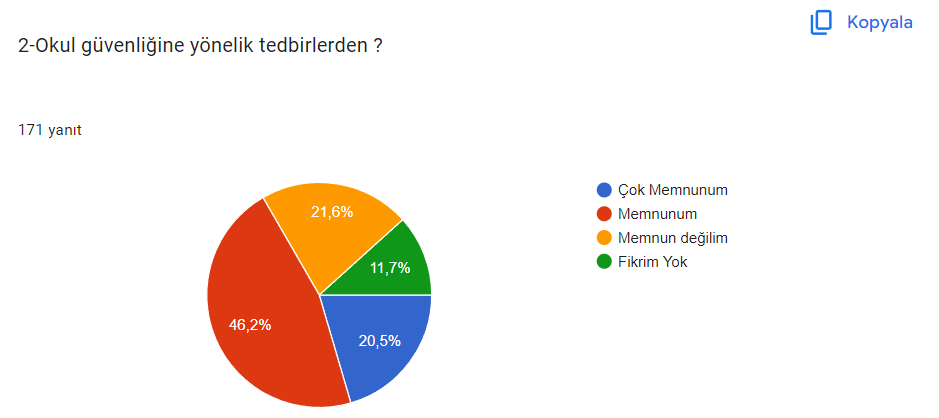 Kopyala
2-Okul güvenliğine yönelik tedbirlerden ?
171 yanıt
Çok Memnunum
Memnunum
Memnun değilim
Fikrim Yok
21,6%
11,7%
46,2%
20,5%